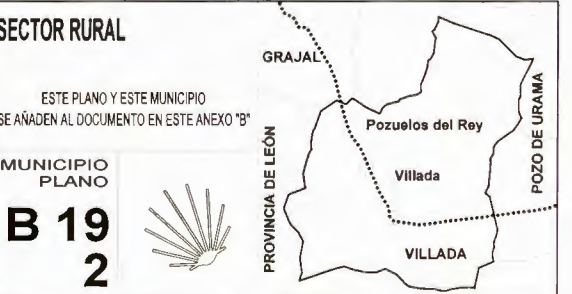 SECTOR RURAL
ESTE PLANO Y ESTE MUNICIPIO
SE AÑADEN AL DOCUMENTO EN ESTE ANEXO "B"
MUNICIPIO
PLANO
B 19
2
GRAJAL
PROVINCIA DE LEÓN
Pozuelos del Rey
Villada
VILLADA
POZO DE URAMA